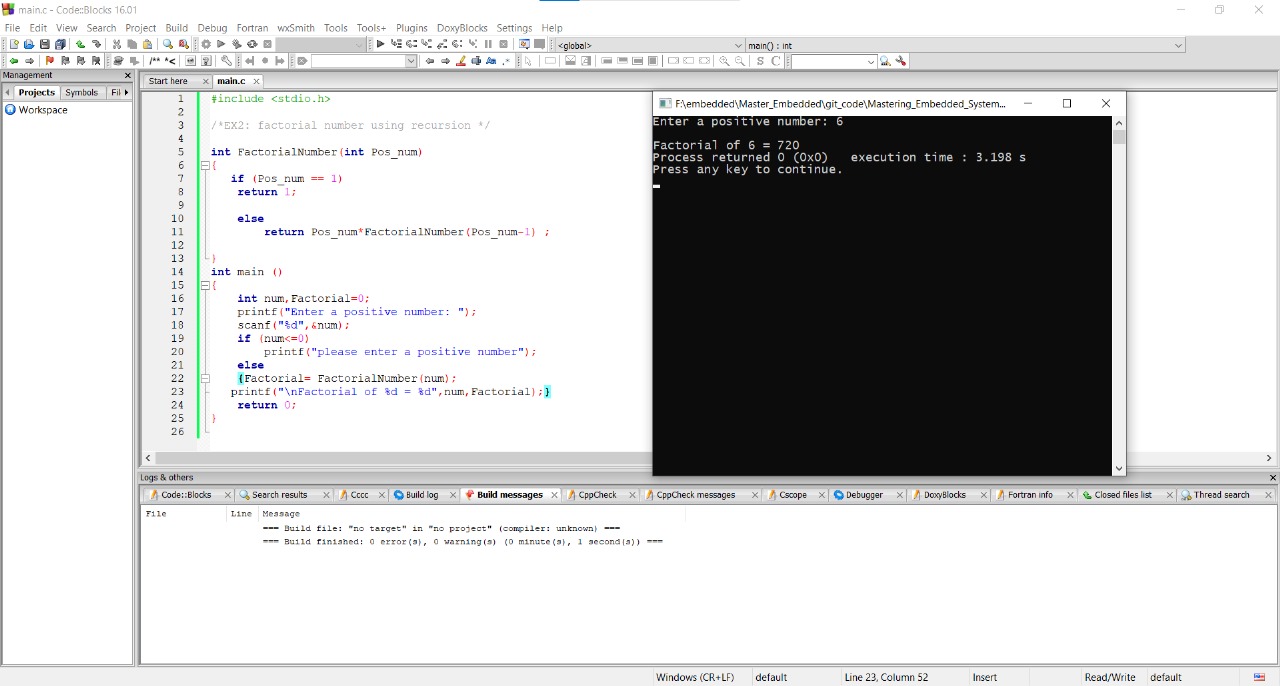 main.c - Code::Blocks 16.01
File Edit View Search Project Build Debug Fortran wxSmith Tools Tools+ Plugins DoxyBlocks Settings Help
<global>
main() : int
/** *<
S C
Management
Projects Symbols Fil
Workspace
Start here
main.c
1 #include <stdio.h>
2
3 /*EX2: factorial number using recursion */
4
5 int FactorialNumber(int Pos_num)
6 {
7 if (Pos_num == 1)
8 return 1;
9
10 else
11 return Pos_num*FactorialNumber(Pos_num-1) ;
12
13 }
14 int main ()
15 {
16 int num,Factorial=0;
17 printf("Enter a positive number: ");
18 scanf("%d",&num);
19 if (num<=0)
20 printf("please enter a positive number");
21 else
22 {Factorial= FactorialNumber(num);
23 printf("\nFactorial of %d = %d",num,Factorial);}
24 return 0;
25 }
26
F:\embedded\Master_Embedded\git_code\Mastering_Embedded_System...
Enter a positive number: 6
Factorial of 6 = 720
Process returned 0 (0x0) execution time : 3.198 s
Press any key to continue.
Logs & others
Code::Blocks Search results Cccc Build log Build messages CppCheck CppCheck messages Cscope Debugger DoxyBlocks Fortran info Closed files list Thread search
File Line Message
=== Build file: "no target" in "no project" (compiler: unknown) ===
=== Build finished: 0 error(s), 0 warning(s) (0 minute(s), 1 second(s)) ===
Windows (CR+LF) default Line 23, Column 52 Insert Read/Write default